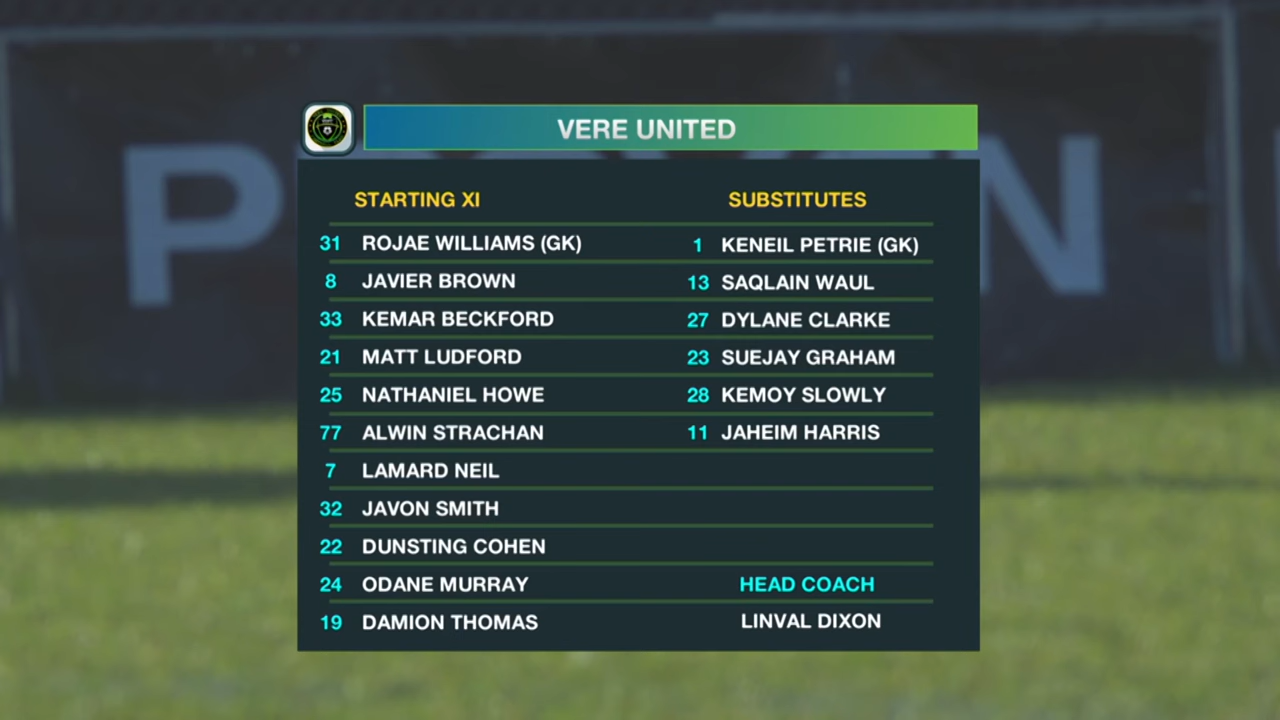 VERE UNITED
STARTING XI
31 ROJAE WILLIAMS (GK)
8 JAVIER BROWN
33 KEMAR BECKFORD
21 MATT LUDFORD
25 NATHANIEL HOWE
77 ALWIN STRACHAN
7 LAMARD NEIL
32 JAVON SMITH
22 DUNSTING COHEN
24 ODANE MURRAY
19 DAMION THOMAS
SUBSTITUTES
1 KENEIL PETRIE (GK)
13 SAQLAIN WAUL
27 DYLANE CLARKE
23 SUEJAY GRAHAM
28 KEMOY SLOWLY
11 JAHEIM HARRIS
HEAD COACH
LINVAL DIXON